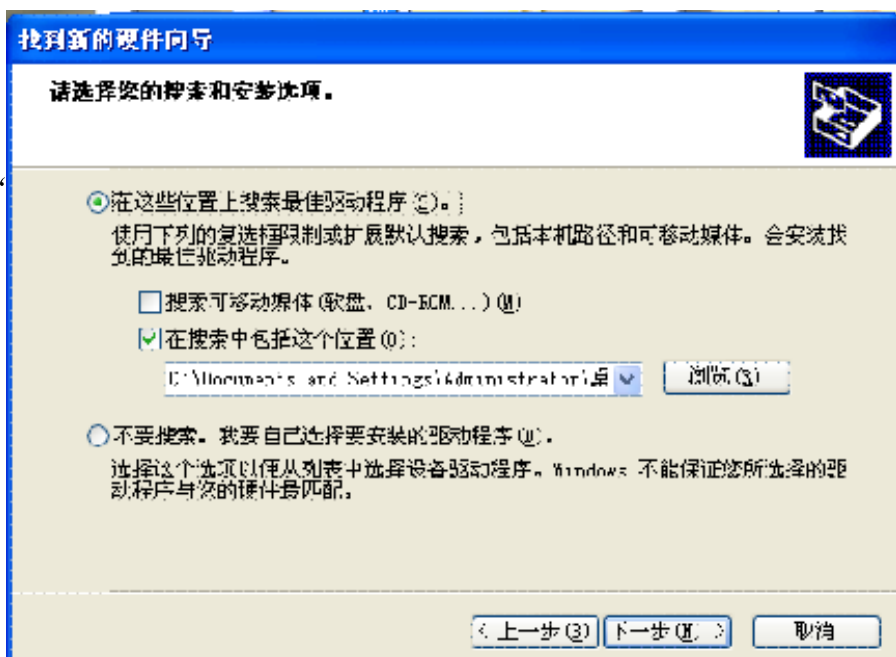 找到新的硬件向导
请选择您的搜索和安装选项。
在这些位置上搜索最佳驱动程序(S)。
使用下列的复选框限制或扩展默认搜索，包括本机路径和可移动媒体。会安装找
到的最佳驱动程序。
搜索可移动媒体(软盘、CD-ROM...)(M)
在搜索中包括这个位置(O):
C:\Documents and Settings\Administrator\桌
浏览(R)
不要搜索。我要自己选择要安装的驱动程序(D)。
选择这个选项以便从列表中选择设备驱动程序。Windows 不能保证您所选择的驱
动程序与您的硬件最匹配。
< 上一步(B)
下一步(N) >
取消